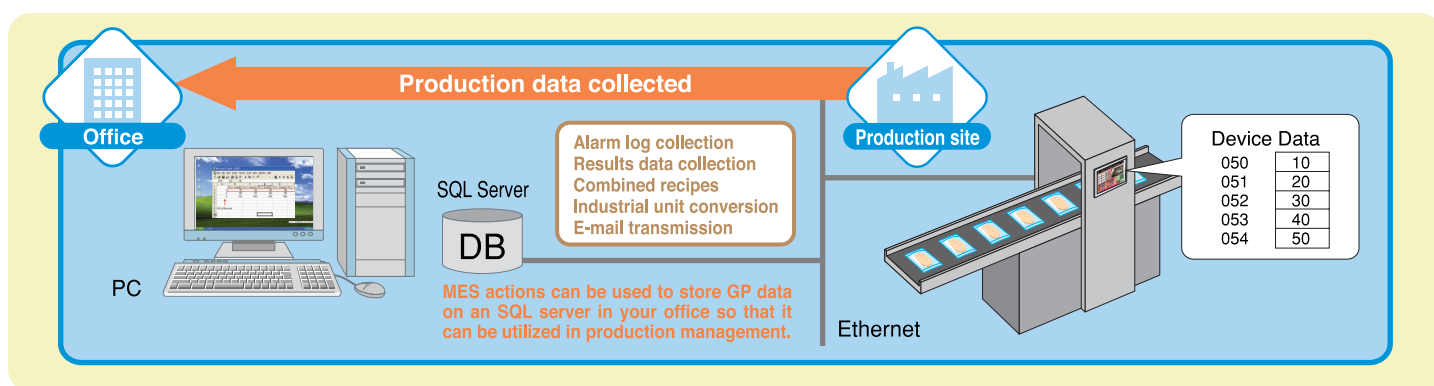 Production data collected
Office
Production site
Alarm log collection
Results data collection
Combined recipes
Industrial unit conversion
E-mail transmission
SQL Server
DB
PC
MES actions can be used to store GP data
on an SQL server in your office so that it
can be utilized in production management.
Ethernet
Device Data
050 10
051 20
052 30
053 40
054 50